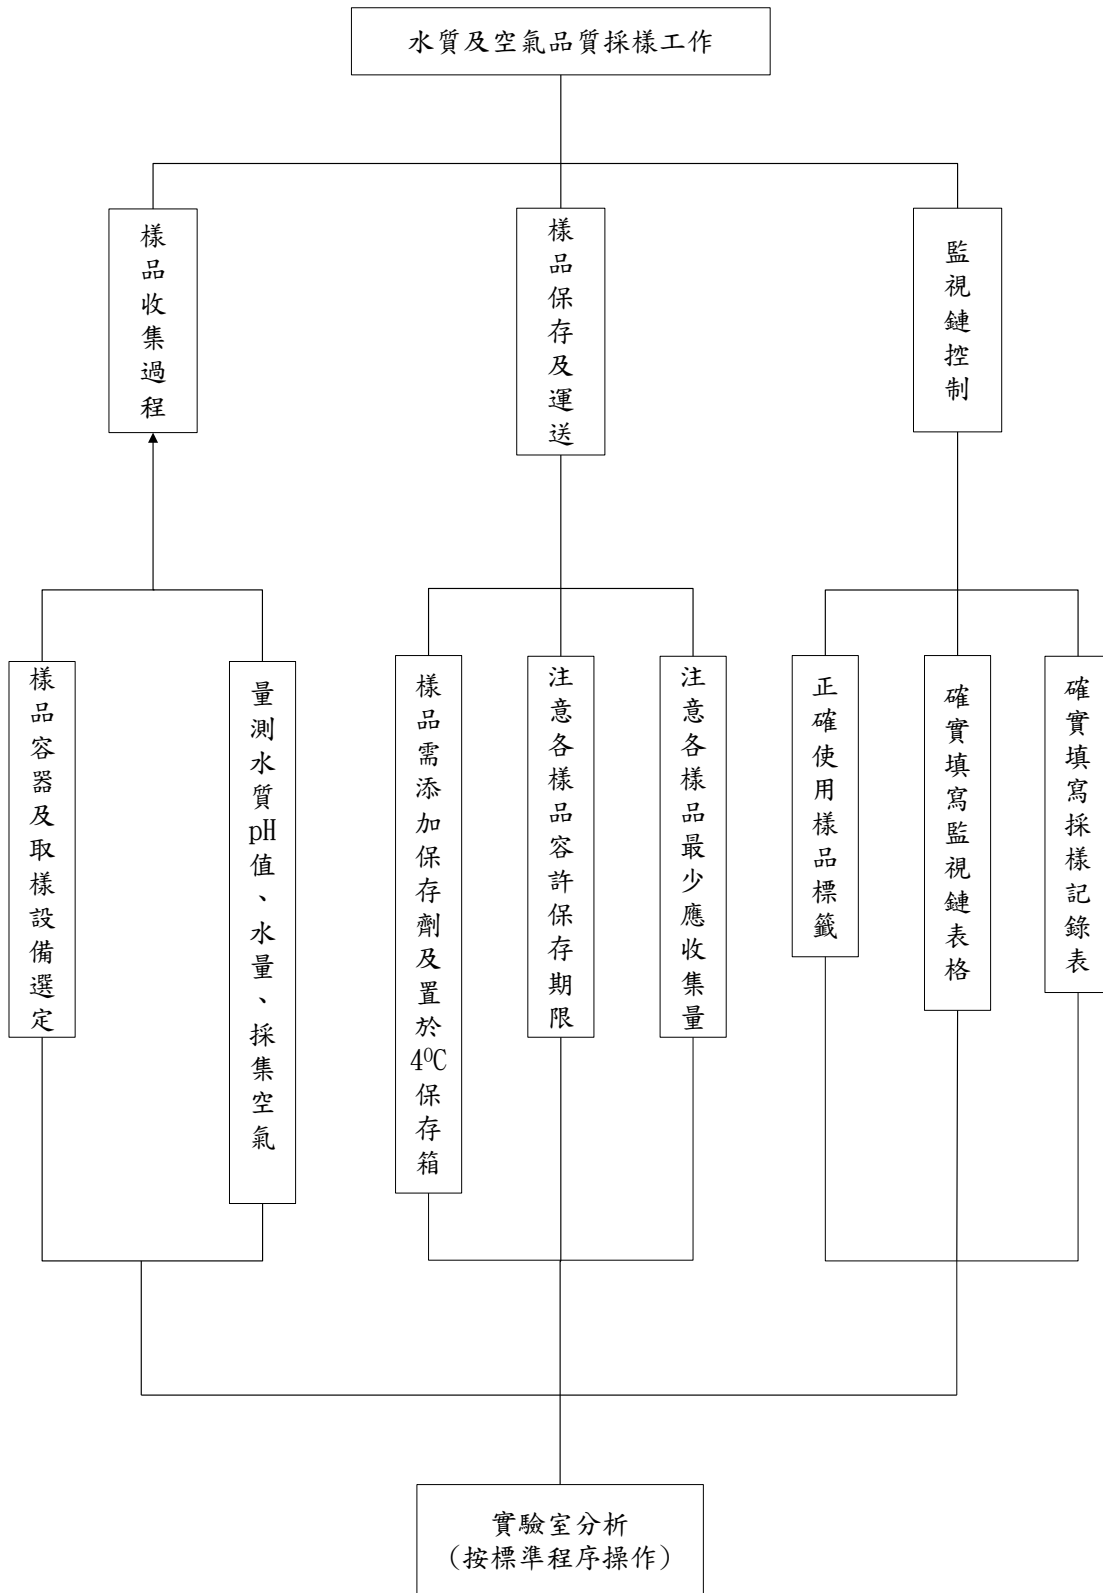 水質及空氣品質採樣工作
樣品收集過程
樣品保存及運送
監視鏈控制
樣品容器及取樣設備選定
量測水質pH值、水量、採集空氣
樣品需添加保存劑及置於4⁰C保存箱
注意各樣品容許保存期限
注意各樣品最少應收集量
正確使用樣品標籤
確實填寫監視鏈表格
確實填寫採樣記錄表
實驗室分析
（按標準程序操作）